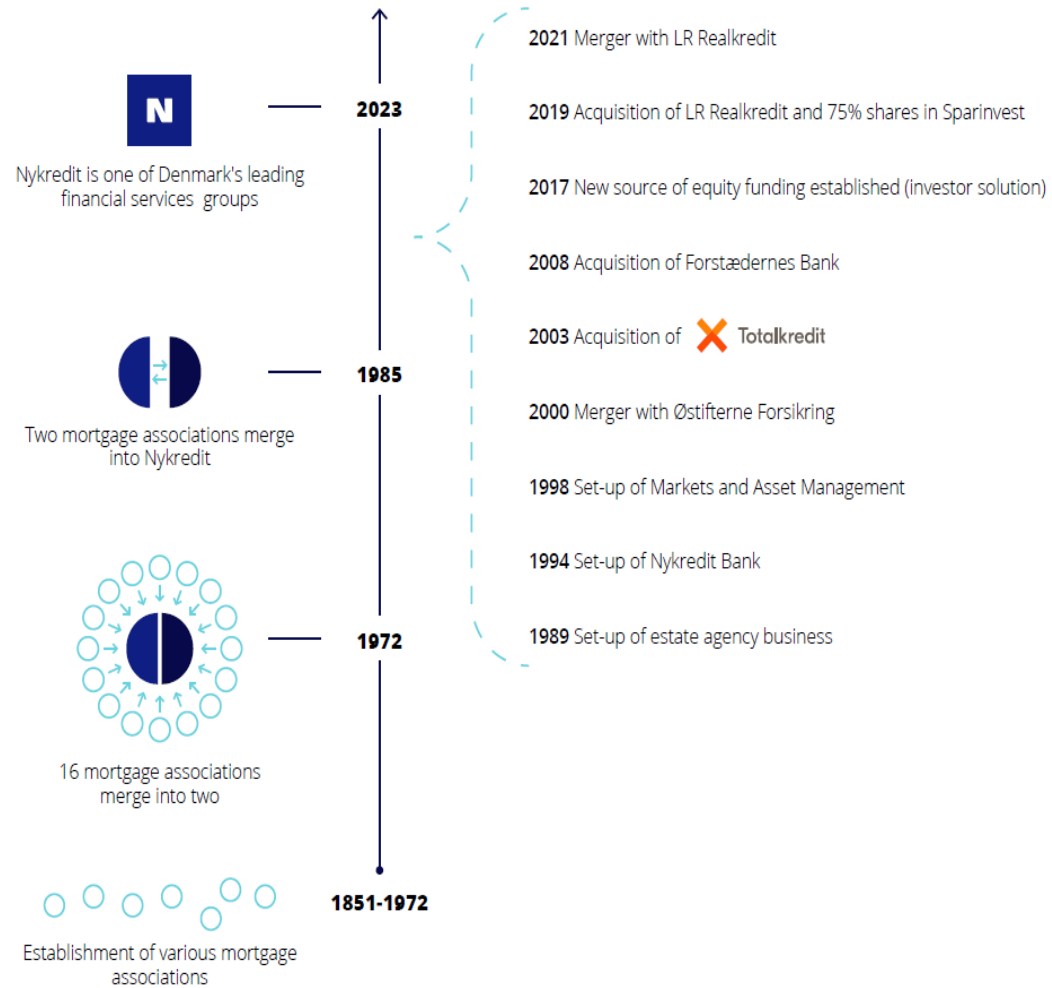 N
2023
Nykredit is one of Denmark's leading
financial services groups
1985
Two mortgage associations merge
into Nykredit
1972
16 mortgage associations
merge into two
1851-1972
Establishment of various mortgage
associations
2021 Merger with LR Realkredit
2019 Acquisition of LR Realkredit and 75% shares in Sparinvest
2017 New source of equity funding established (investor solution)
2008 Acquisition of Forstædernes Bank
2003 Acquisition of Totalkredit
2000 Merger with Østifterne Forsikring
1998 Set-up of Markets and Asset Management
1994 Set-up of Nykredit Bank
1989 Set-up of estate agency business